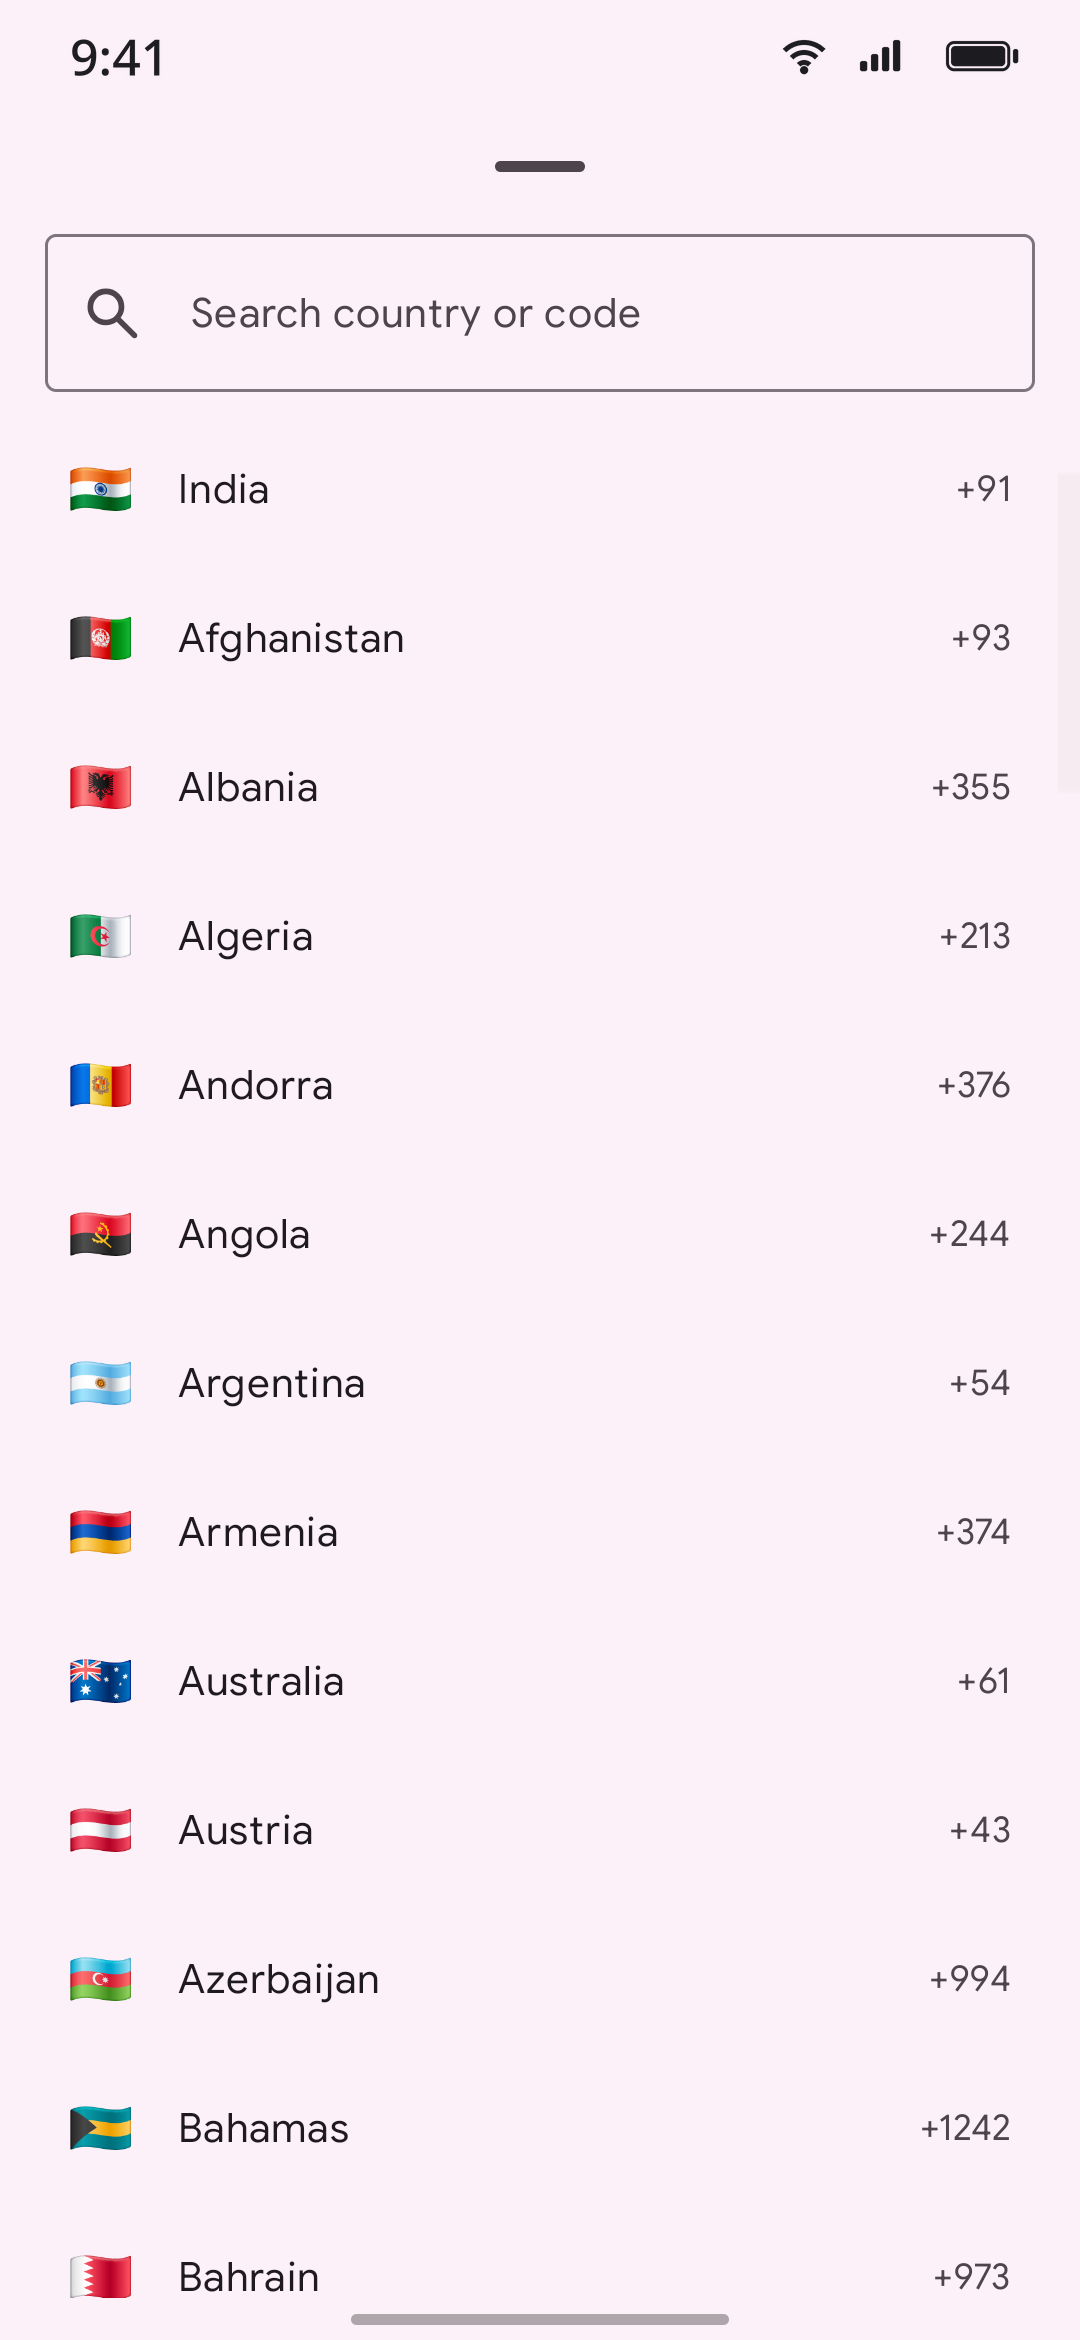 9:41
Search country or code
India +91
Afghanistan +93
Albania +355
Algeria +213
Andorra +376
Angola +244
Argentina +54
Armenia +374
Australia +61
Austria +43
Azerbaijan +994
Bahamas +1242
Bahrain +973